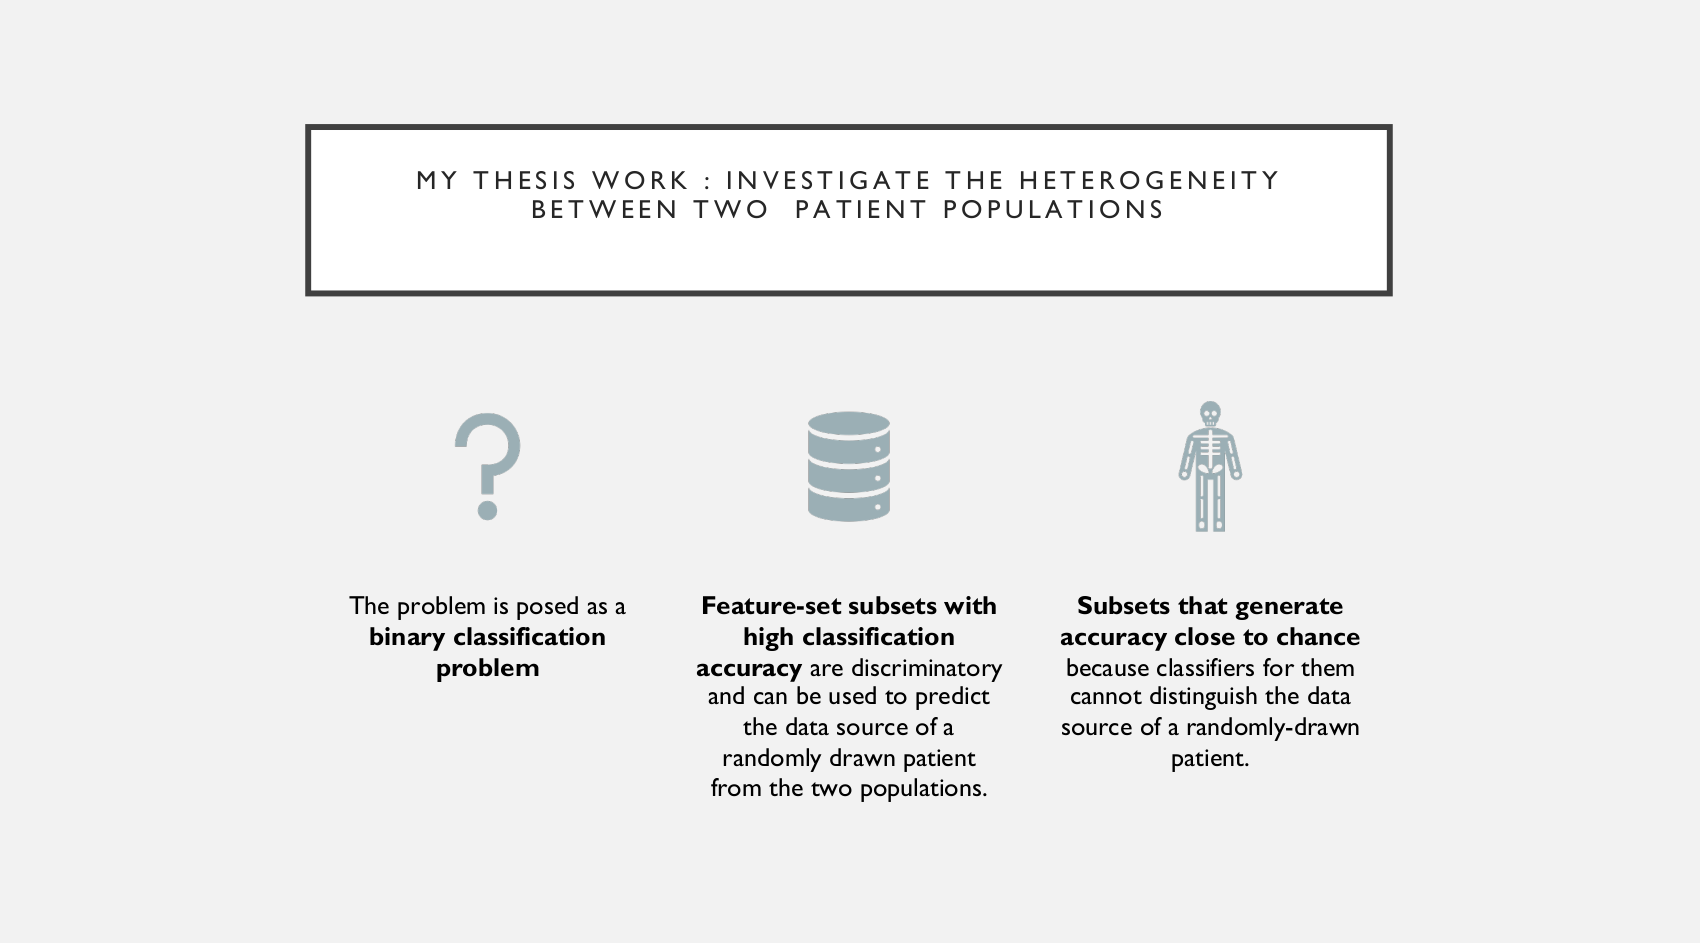 MY THESIS WORK : INVESTIGATE THE HETEROGENEITY
BETWEEN TWO  PATIENT POPULATIONS
The problem is posed as a
binary classification
problem
Feature-set subsets with
high classification
accuracy are discriminatory
and can be used to predict
the data source of a
randomly drawn patient
from the two populations.
Subsets that generate
accuracy close to chance
because classifiers for them
cannot distinguish the data
source of a randomly-drawn
patient.